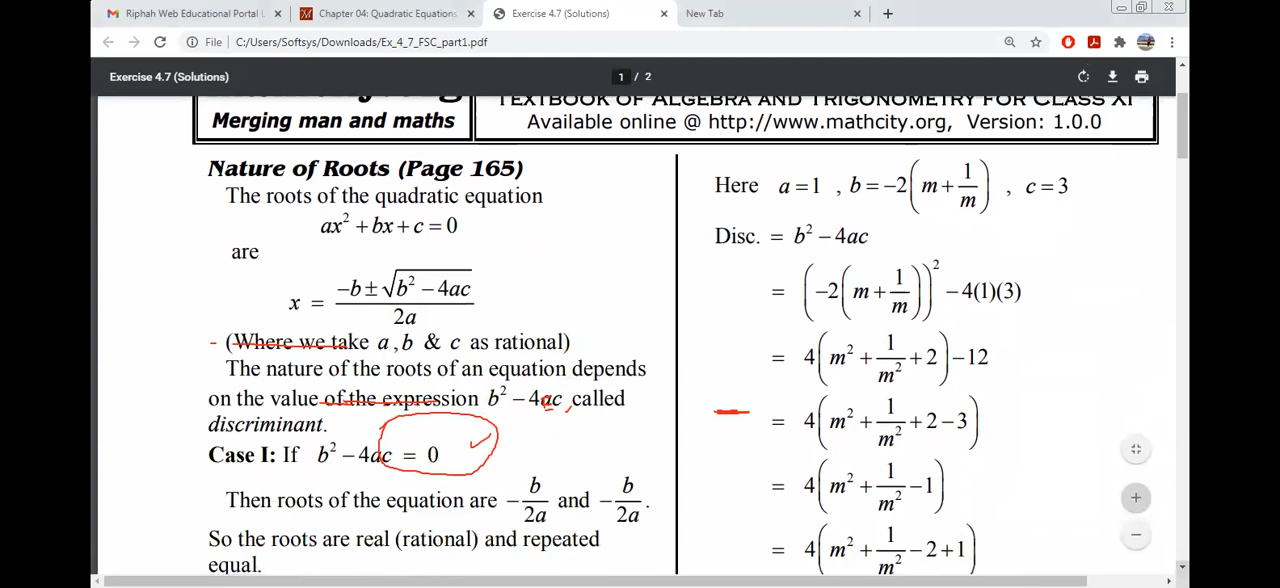 Riphah Web Educational Portal
Chapter 04: Quadratic Equations
Exercise 4.7 (Solutions)
New Tab
File
C:/Users/Softsys/Downloads/Ex_4_7_FSC_part1.pdf
Exercise 4.7 (Solutions)
1 / 2
Merging man and maths
TEXTBOOK OF ALGEBRA AND TRIGONOMETRY FOR CLASS XI
Available online @ http://www.mathcity.org, Version: 1.0.0
Nature of Roots (Page 165)
The roots of the quadratic equation
ax² + bx + c = 0
are
x = (-b ± √(b² − 4ac)) / 2a
(Where we take a, b & c as rational)
The nature of the roots of an equation depends
on the value of the expression b² − 4ac, called
discriminant.
Case I: If b² − 4ac = 0
Then roots of the equation are −b/2a and −b/2a.
So the roots are real (rational) and repeated
equal.
Here a = 1, b = −2(m + 1/m), c = 3
Disc. = b² − 4ac
= (−2(m + 1/m))² − 4(1)(3)
= 4(m² + 1/m² + 2) − 12
= 4(m² + 1/m² + 2 − 3)
= 4(m² + 1/m² − 1)
= 4(m² + 1/m² − 2 + 1)